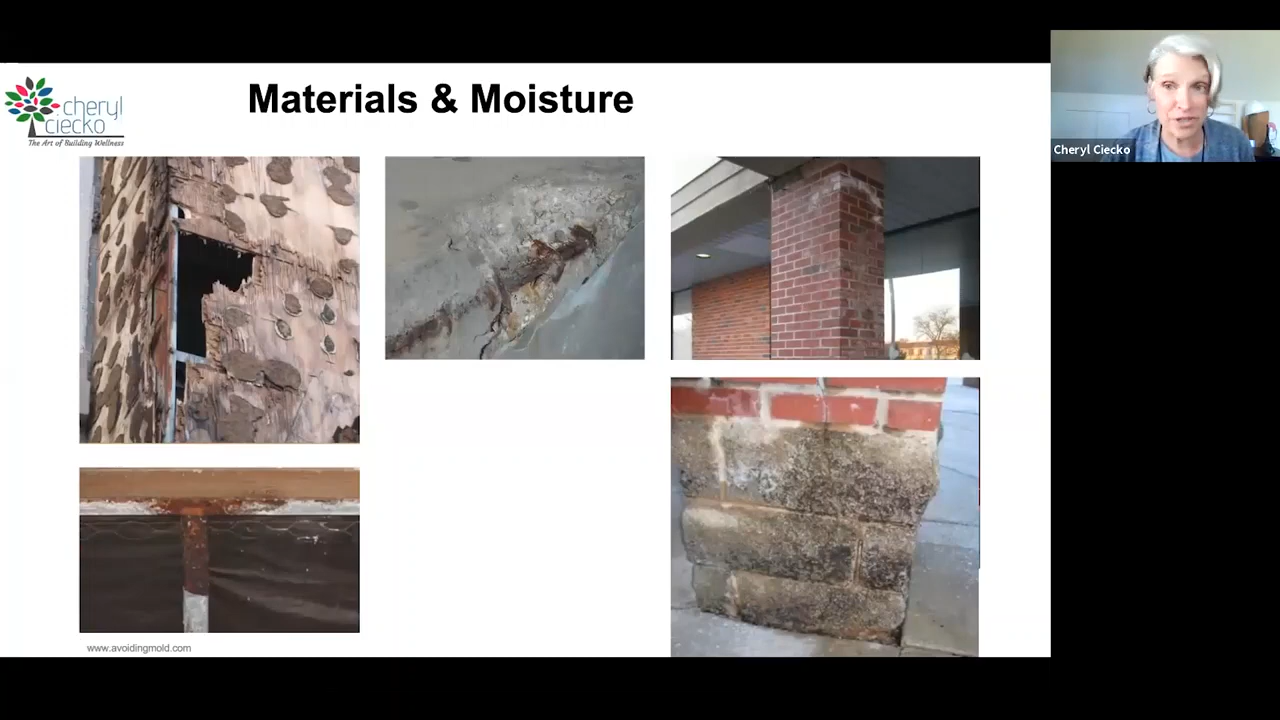 Materials & Moisture
cheryl
ciecko
The Art of Building Wellness
Cheryl Ciecko
www.avoidingmold.com